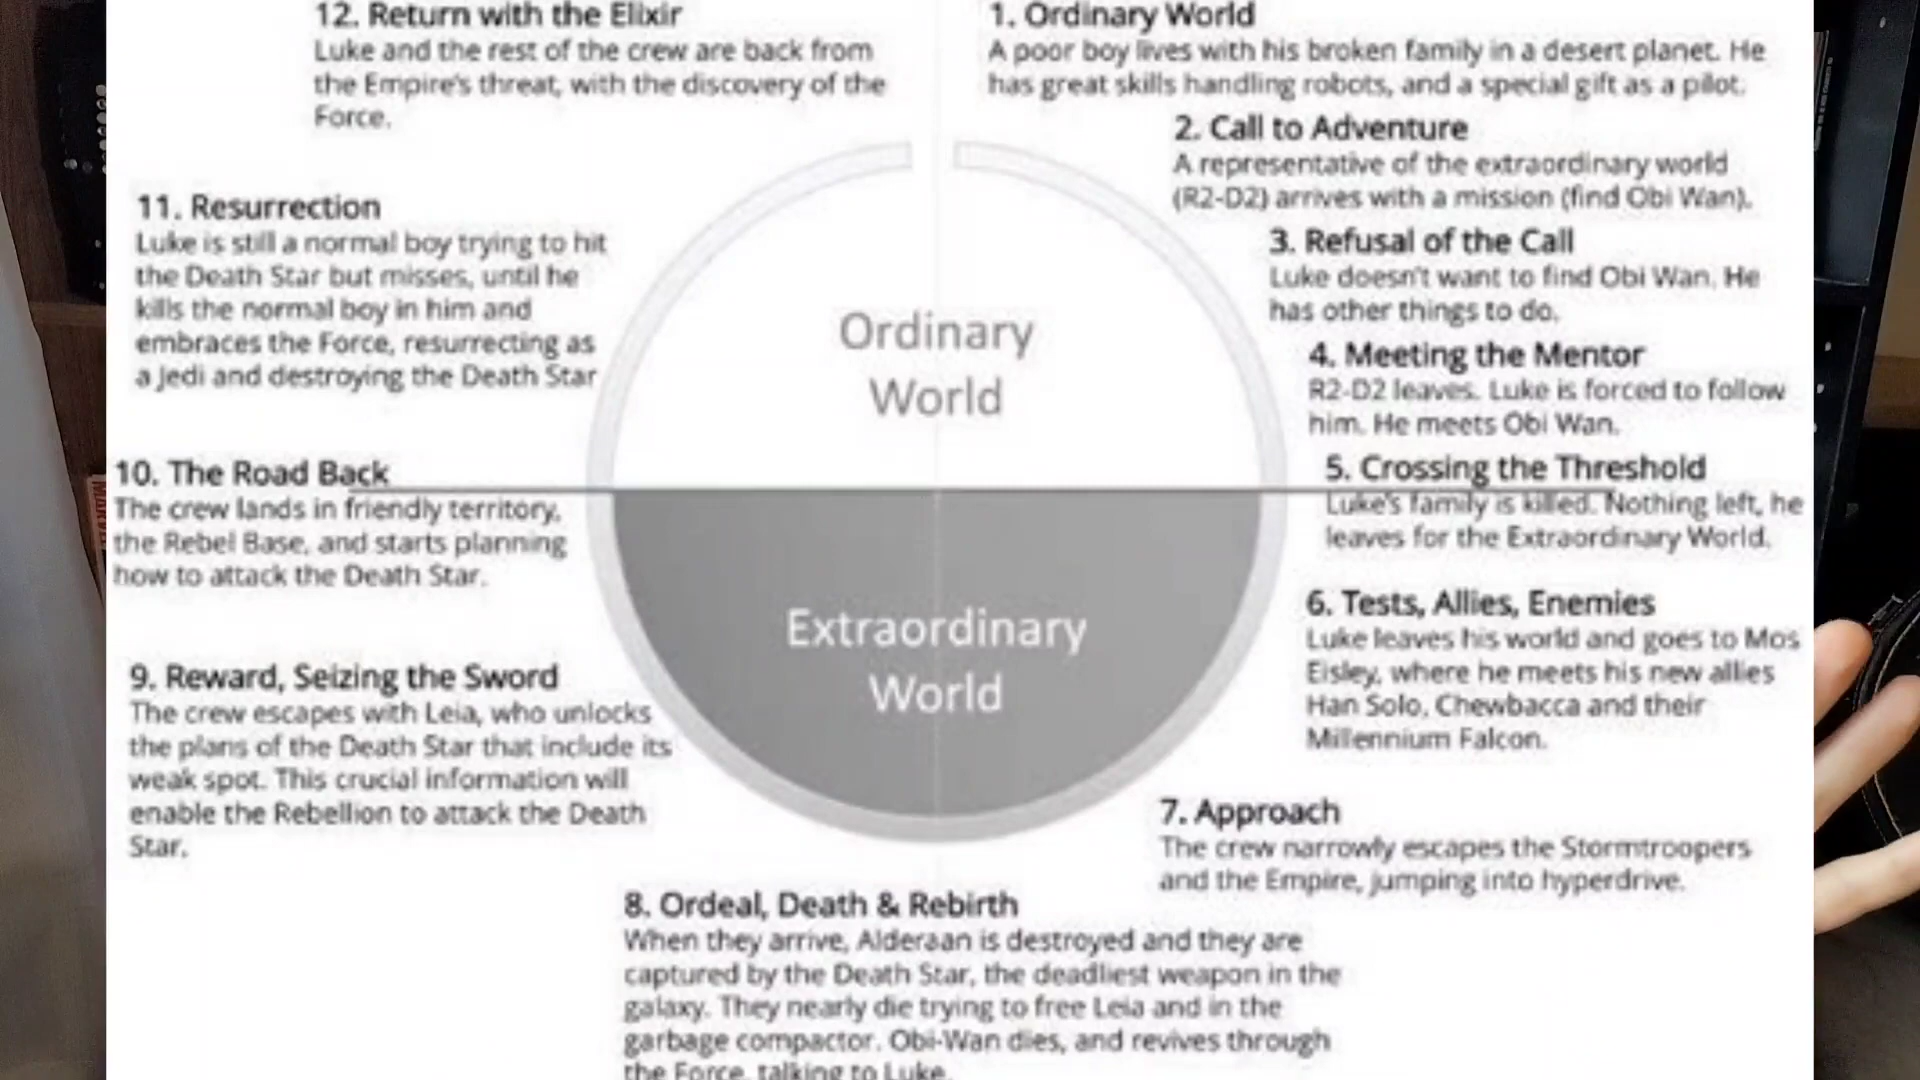 12. Return with the Elixir
Luke and the rest of the crew are back from
the Empire's threat, with the discovery of the
Force.
1. Ordinary World
A poor boy lives with his broken family in a desert planet. He
has great skills handling robots, and a special gift as a pilot.
2. Call to Adventure
A representative of the extraordinary world
(R2-D2) arrives with a mission (find Obi Wan).
3. Refusal of the Call
Luke doesn't want to find Obi Wan. He
has other things to do.
4. Meeting the Mentor
R2-D2 leaves. Luke is forced to follow
him. He meets Obi Wan.
5. Crossing the Threshold
Luke's family is killed. Nothing left, he
leaves for the Extraordinary World.
6. Tests, Allies, Enemies
Luke leaves his world and goes to Mos
Eisley, where he meets his new allies
Han Solo, Chewbacca and their
Millennium Falcon.
7. Approach
The crew narrowly escapes the Stormtroopers
and the Empire, jumping into hyperdrive.
8. Ordeal, Death & Rebirth
When they arrive, Alderaan is destroyed and they are
captured by the Death Star, the deadliest weapon in the
galaxy. They nearly die trying to free Leia and in the
garbage compactor. Obi-Wan dies, and revives through
the Force, talking to Luke.
9. Reward, Seizing the Sword
The crew escapes with Leia, who unlocks
the plans of the Death Star that include its
weak spot. This crucial information will
enable the Rebellion to attack the Death
Star.
10. The Road Back
The crew lands in friendly territory,
the Rebel Base, and starts planning
how to attack the Death Star.
11. Resurrection
Luke is still a normal boy trying to hit
the Death Star but misses, until he
kills the normal boy in him and
embraces the Force, resurrecting as
a Jedi and destroying the Death Star
Ordinary
World
Extraordinary
World